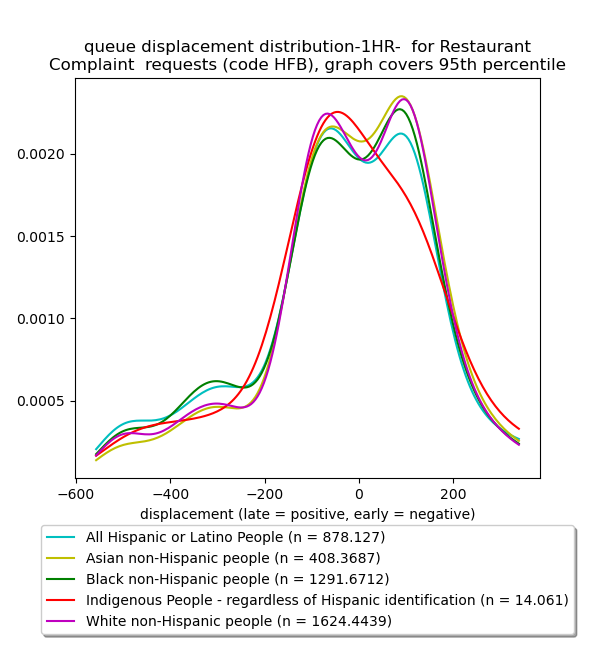 queue displacement distribution-1HR-  for Restaurant
Complaint  requests (code HFB), graph covers 95th percentile
0.0020
0.0015
0.0010
0.0005
−600
−400
−200
0
200
displacement (late = positive, early = negative)
All Hispanic or Latino People (n = 878.127)
Asian non-Hispanic people (n = 408.3687)
Black non-Hispanic people (n = 1291.6712)
Indigenous People - regardless of Hispanic identification (n = 14.061)
White non-Hispanic people (n = 1624.4439)